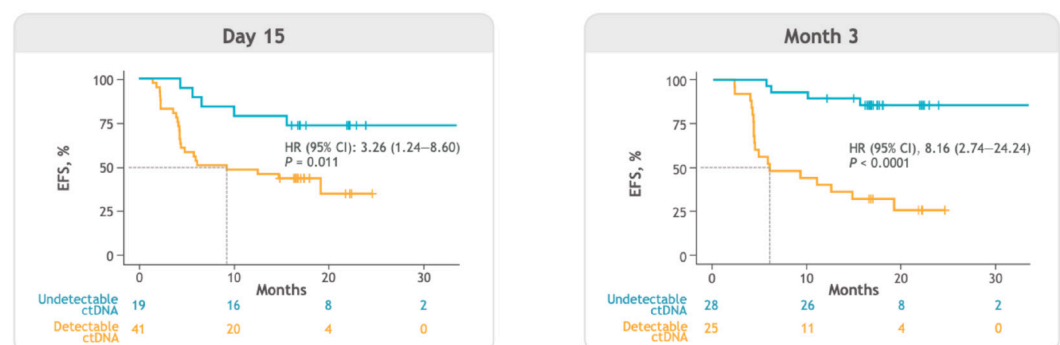 Day 15
100
75
50
25
0
EFS, %
HR (95% CI): 3.26 (1.24–8.60)
P = 0.011
0 10 20 30
Months
Undetectable ctDNA 19 16 8 2
Detectable ctDNA 41 20 4 0
Month 3
100
75
50
25
0
EFS, %
HR (95% CI), 8.16 (2.74–24.24)
P < 0.0001
0 10 20 30
Months
Undetectable ctDNA 28 26 8 2
Detectable ctDNA 25 11 4 0